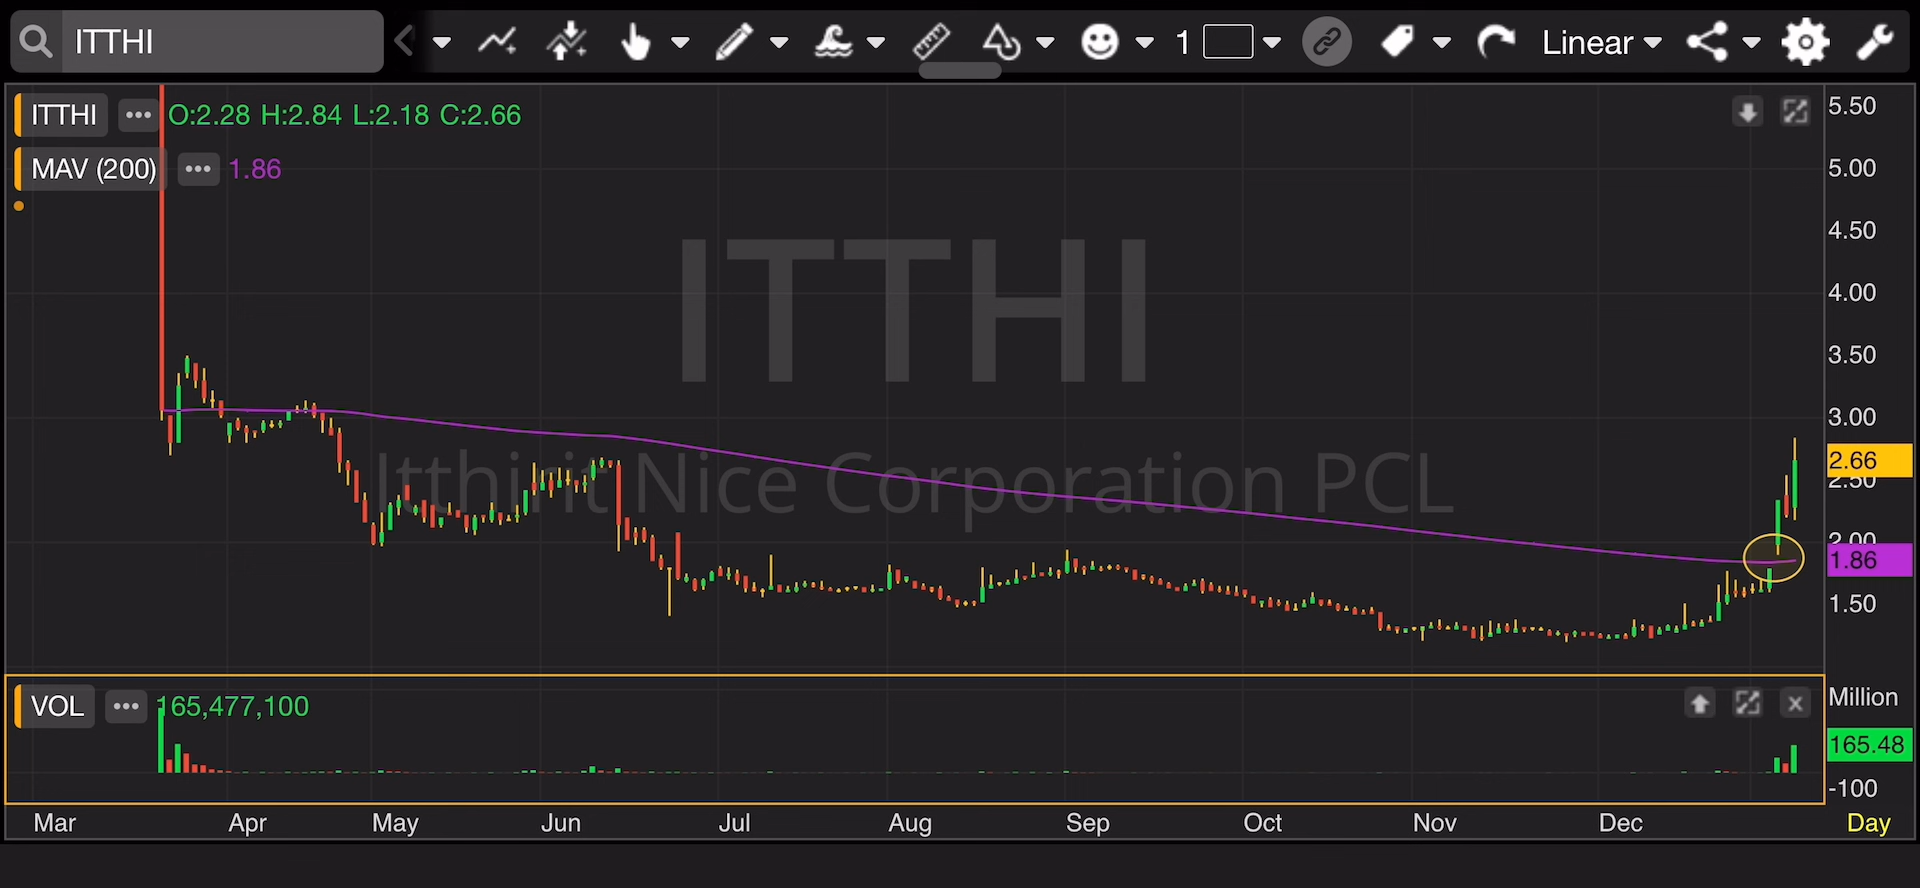 ITTHI
1
Linear
ITTHI ••• O:2.28 H:2.84 L:2.18 C:2.66
MAV (200) ••• 1.86
5.50
5.00
4.50
4.00
3.50
3.00
2.66
2.50
2.00
1.86
1.50
ITTHI
Itthirit Nice Corporation PCL
VOL ••• 165,477,100
Million
165.48
-100
Mar Apr May Jun Jul Aug Sep Oct Nov Dec Day